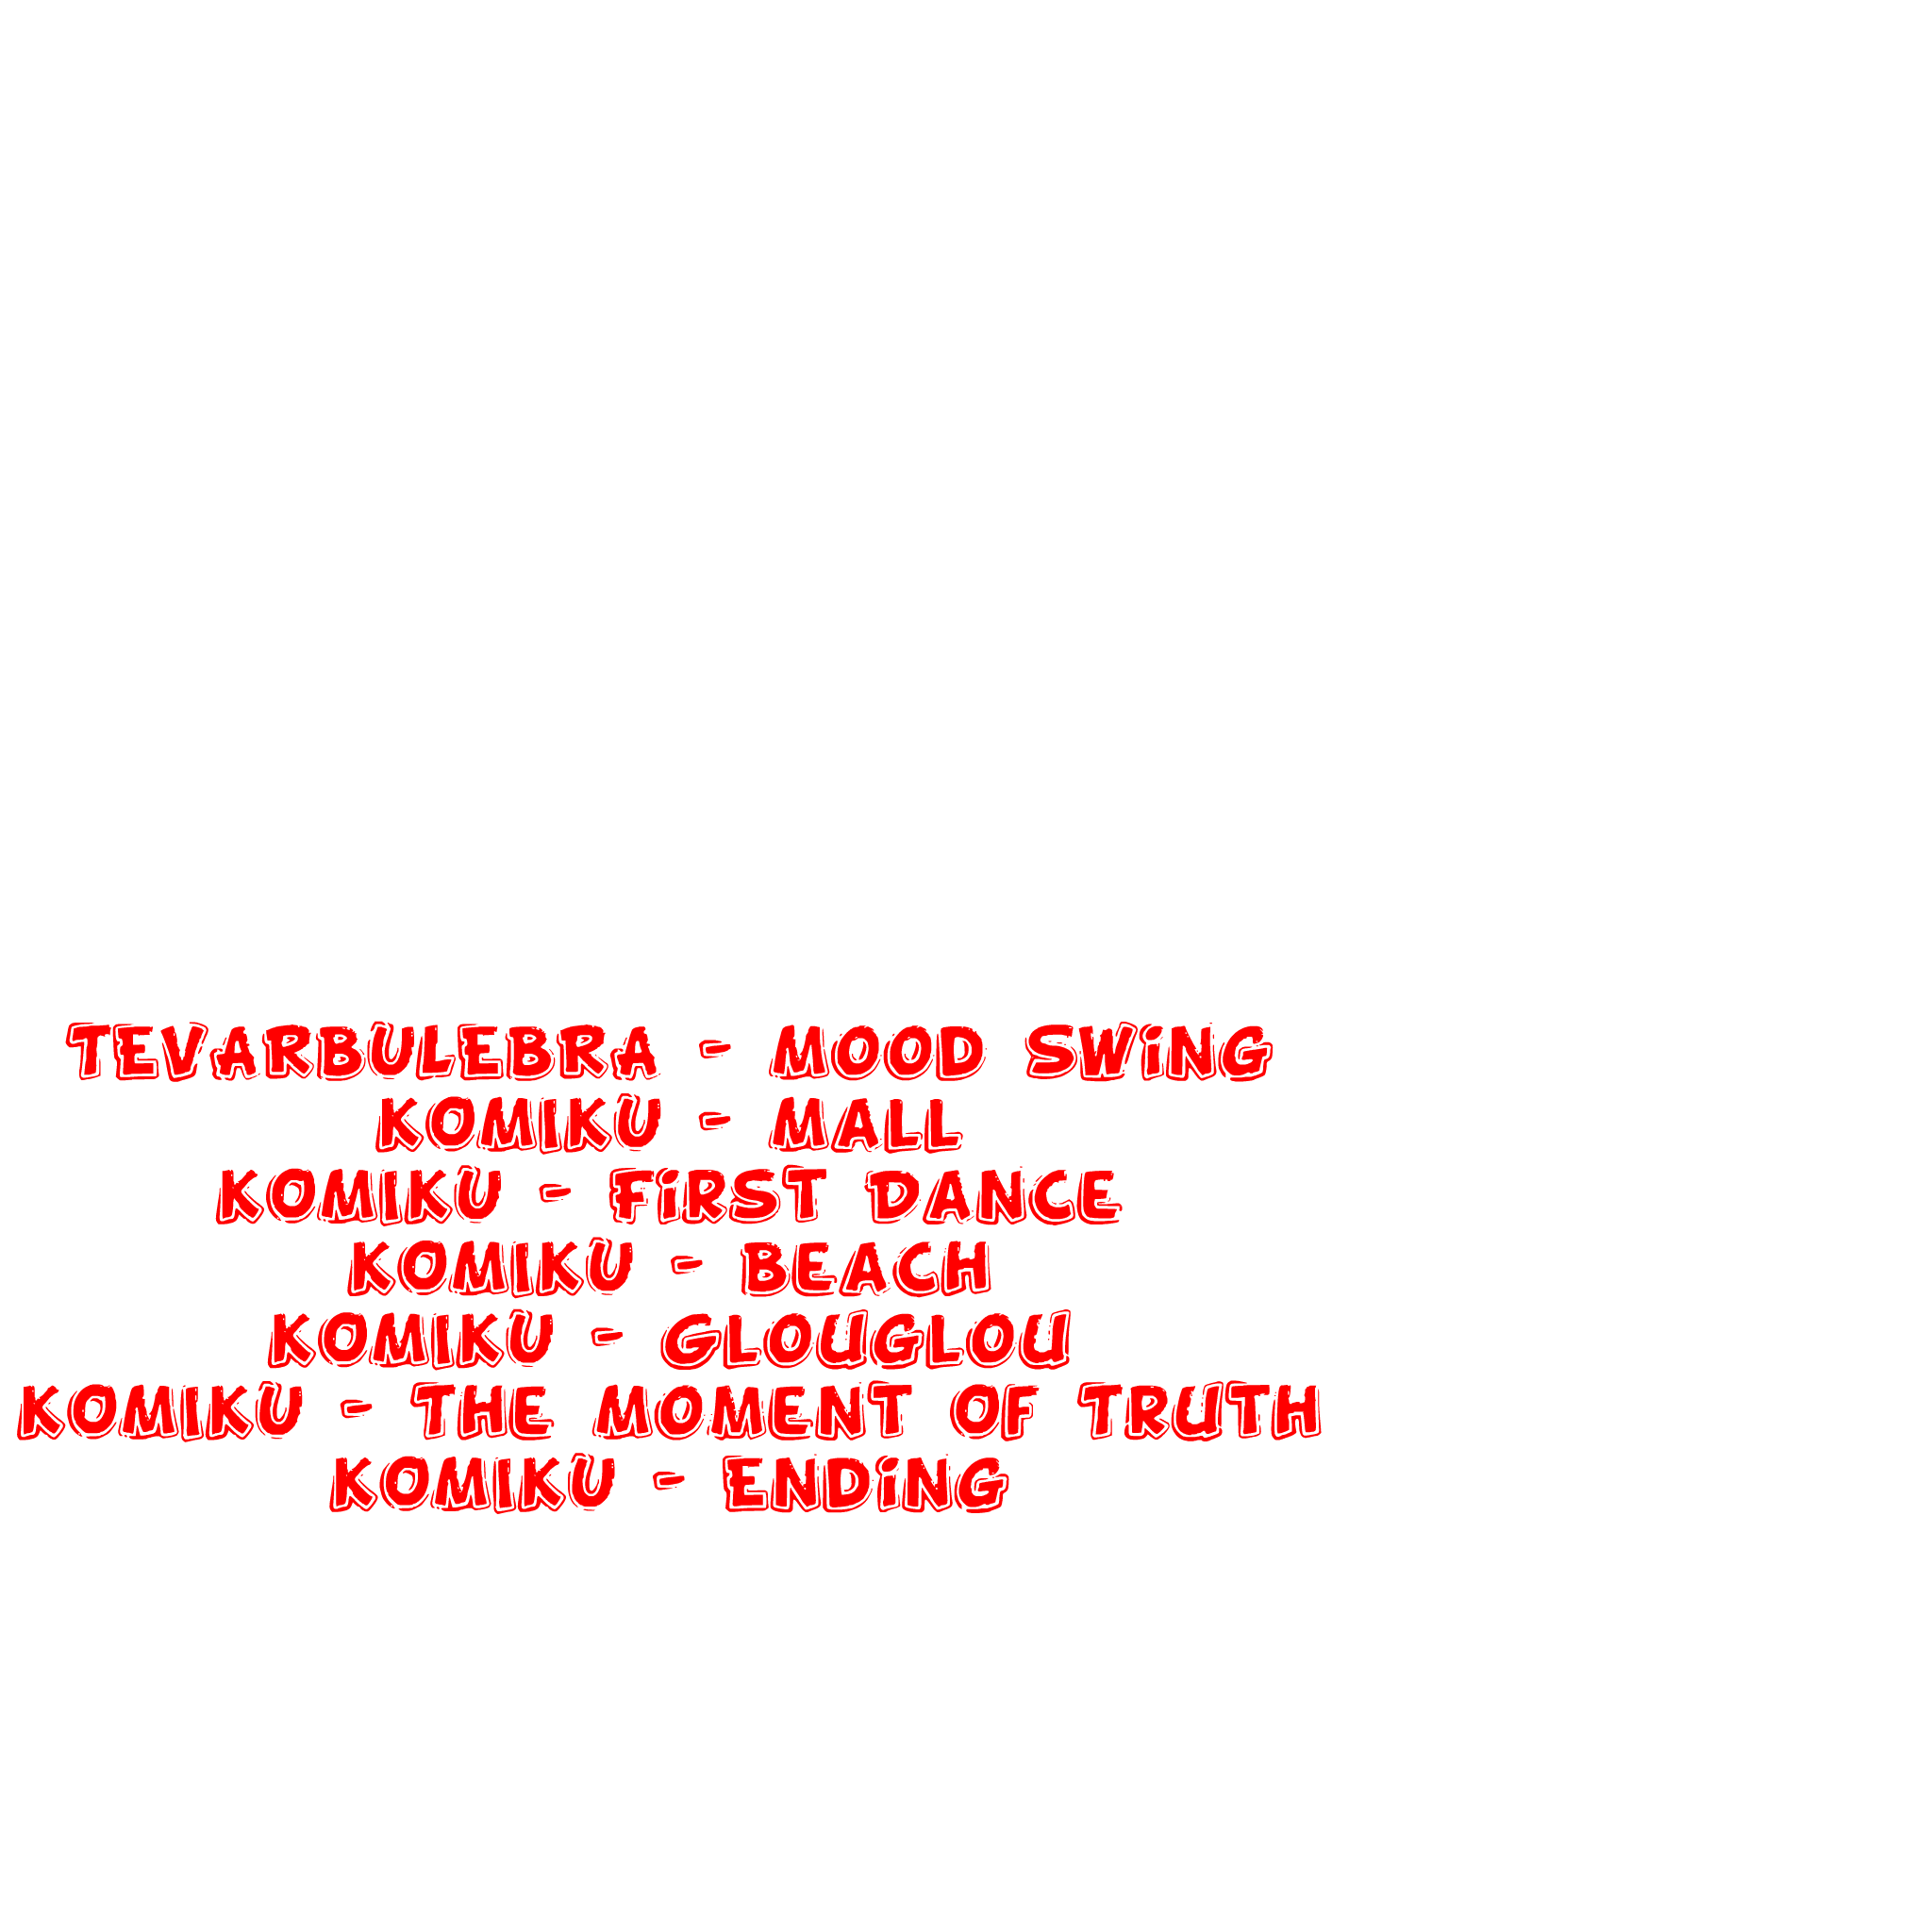 Tevarbulebra - Mood Swing
Komiku - Mall
Komiku - First Dance
Komiku - Beach
Komiku - Glouglou
Komiku - The Moment of Truth
Komiku - Ending